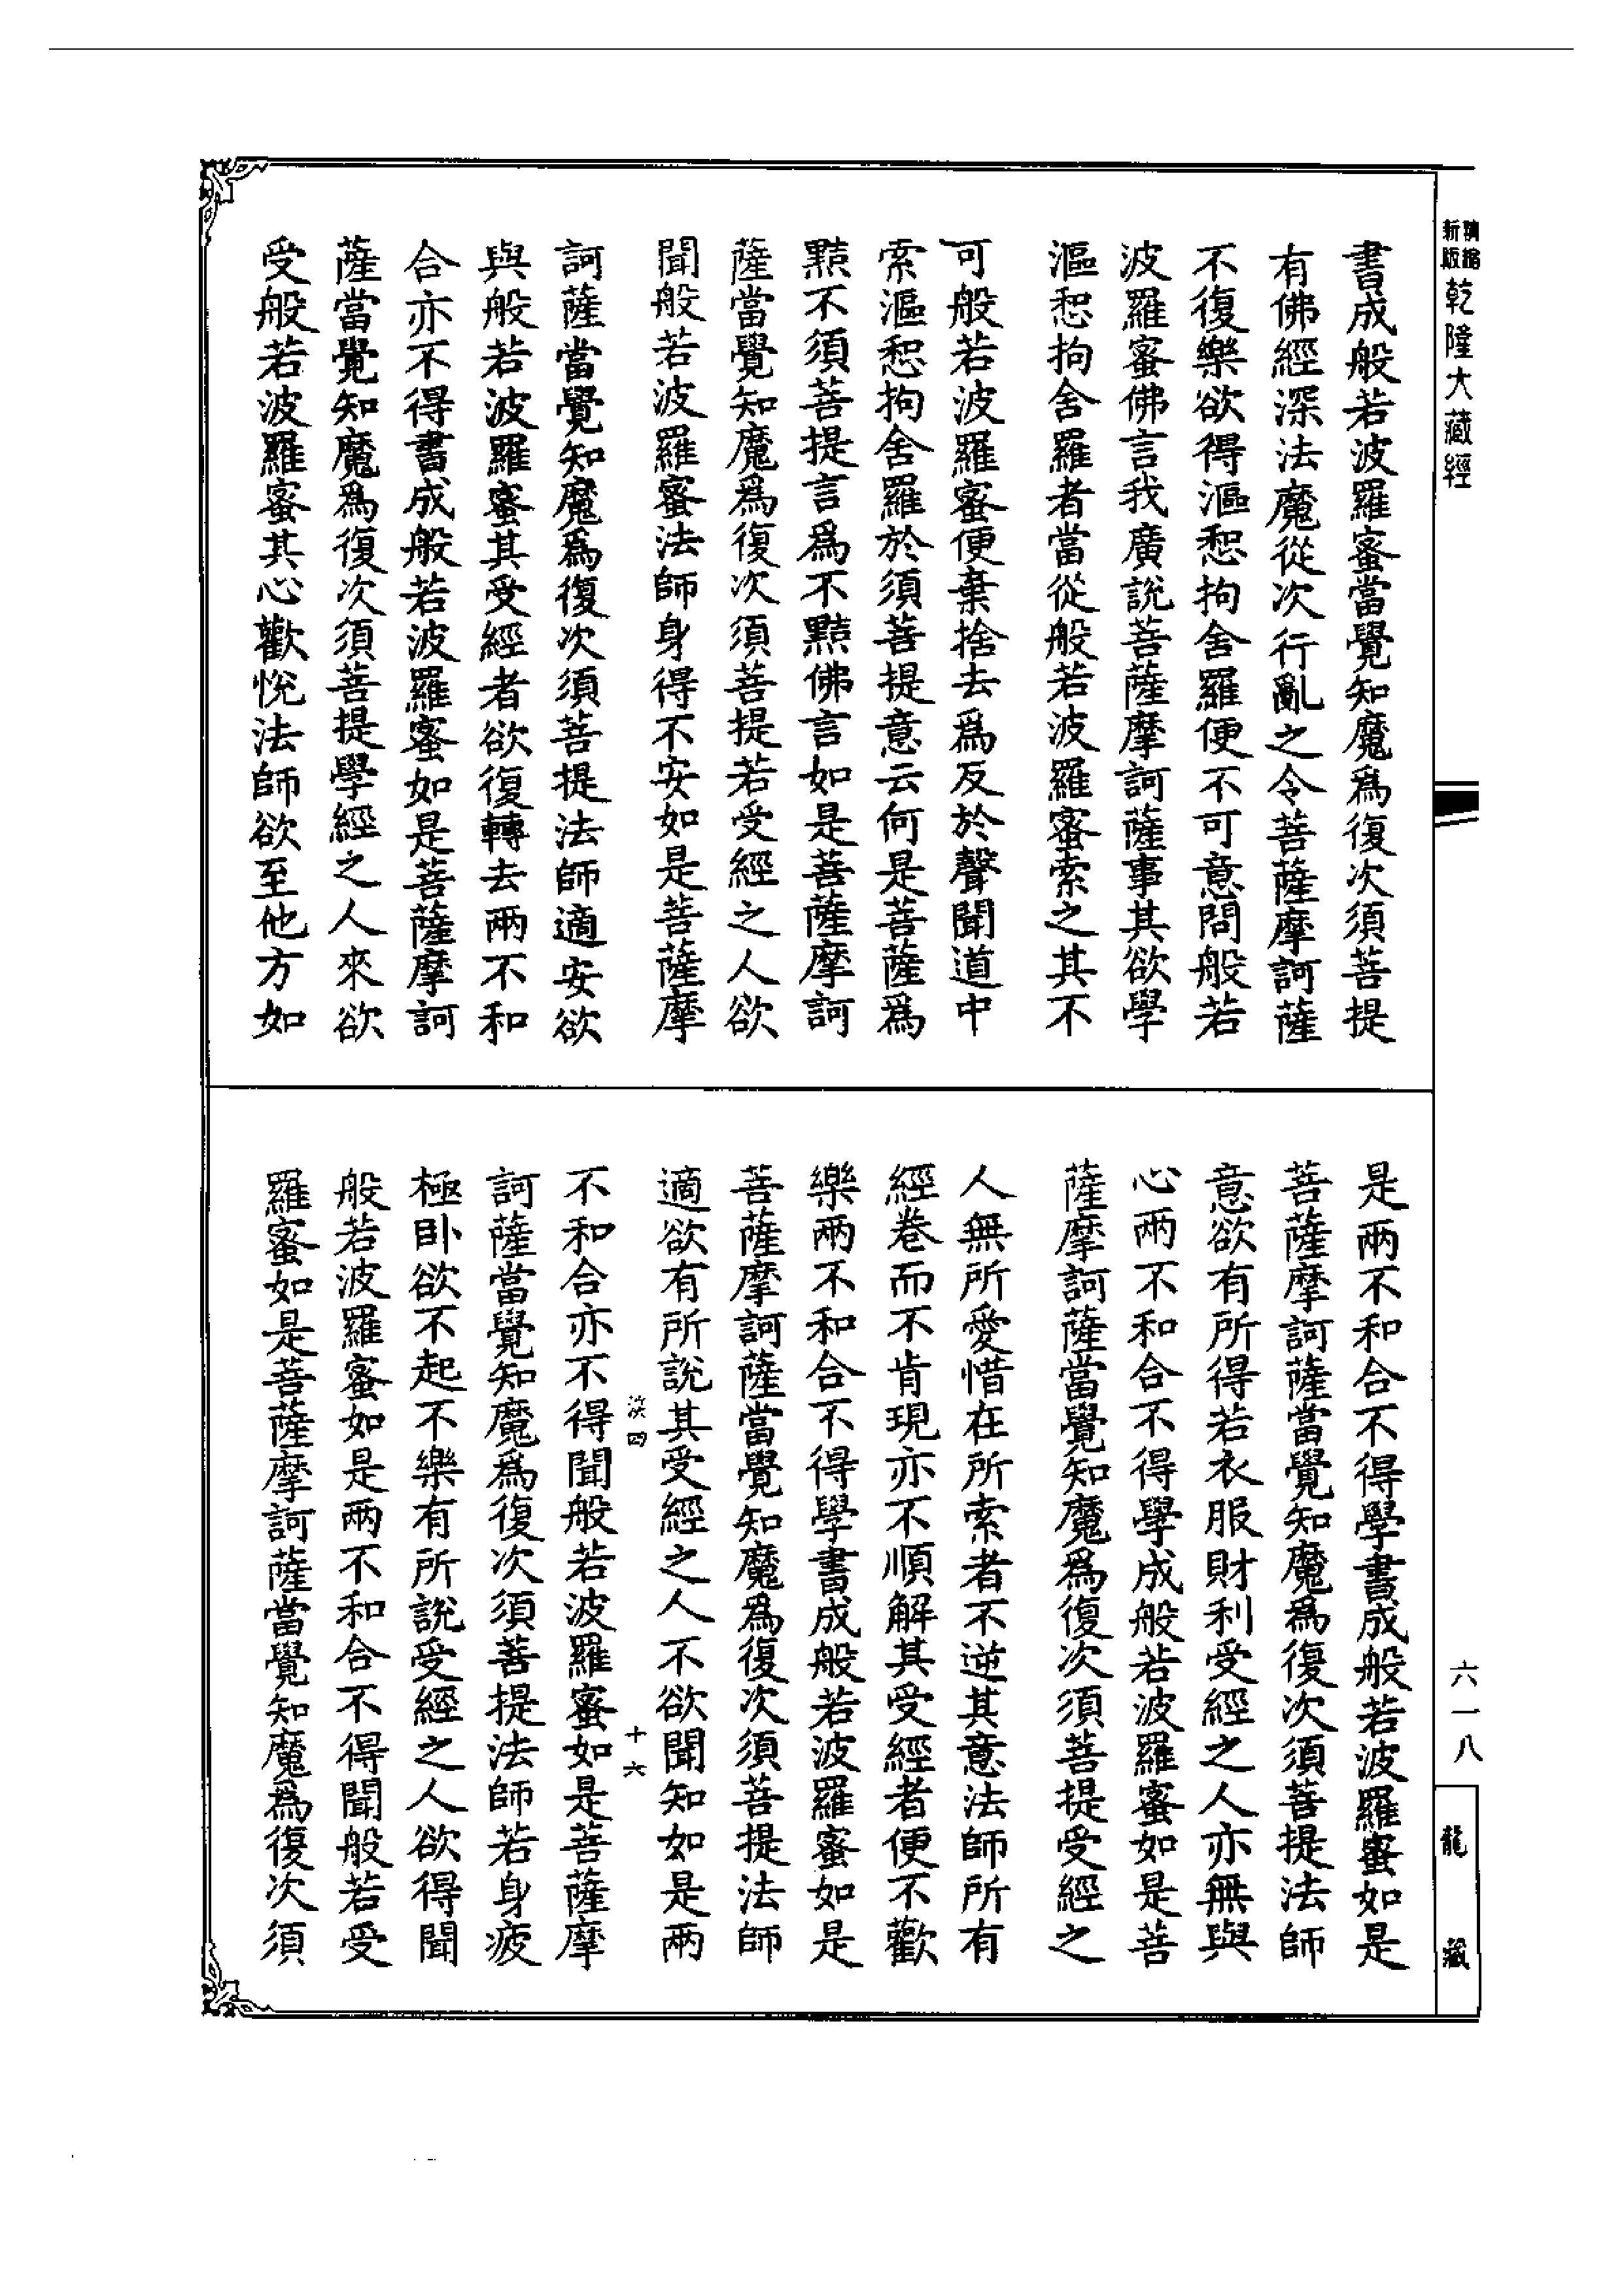 新版精縮乾隆大藏經
書成般若波羅蜜當覺知魔爲復次須菩提
有佛經深法魔從次行亂之令菩薩摩訶薩
不復樂欲得漚惒拘舍羅便不可意問般若
波羅蜜佛言我廣說菩薩摩訶薩事其欲學
漚惒拘舍羅者當從般若波羅蜜索之其不
可般若波羅蜜便棄捨去爲反於聲聞道中
索漚惒拘舍羅於須菩提意云何是菩薩爲
黠不須菩提言爲不黠佛言如是菩薩摩訶
薩當覺知魔爲復次須菩提若受經之人欲
聞般若波羅蜜法師身得不安如是菩薩摩
訶薩當覺知魔爲復次須菩提法師適安欲
與般若波羅蜜其受經者欲復轉去兩不和
合亦不得書成般若波羅蜜如是菩薩摩訶
薩當覺知魔爲復次須菩提學經之人來欲
受般若波羅蜜其心歡悅法師欲至他方如
是兩不和合不得學書成般若波羅蜜如是
菩薩摩訶薩當覺知魔爲復次須菩提法師
意欲有所得若衣服財利受經之人亦無與
心兩不和合不得學成般若波羅蜜如是菩
薩摩訶薩當覺知魔爲復次須菩提受經之
人無所愛惜在所索者不逆其意法師所有
經卷而不肯現亦不順解其受經者便不歡
樂兩不和合不得學書成般若波羅蜜如是
菩薩摩訶薩當覺知魔爲復次須菩提法師
適欲有所說其受經之人不欲聞知如是兩
淡四 十六
不和合亦不得聞般若波羅蜜如是菩薩摩
訶薩當覺知魔爲復次須菩提法師若身疲
極卧欲不起不樂有所說受經之人欲得聞
般若波羅蜜如是兩不和合不得聞般若受
羅蜜如是菩薩摩訶薩當覺知魔爲復次須
六一八
龍藏